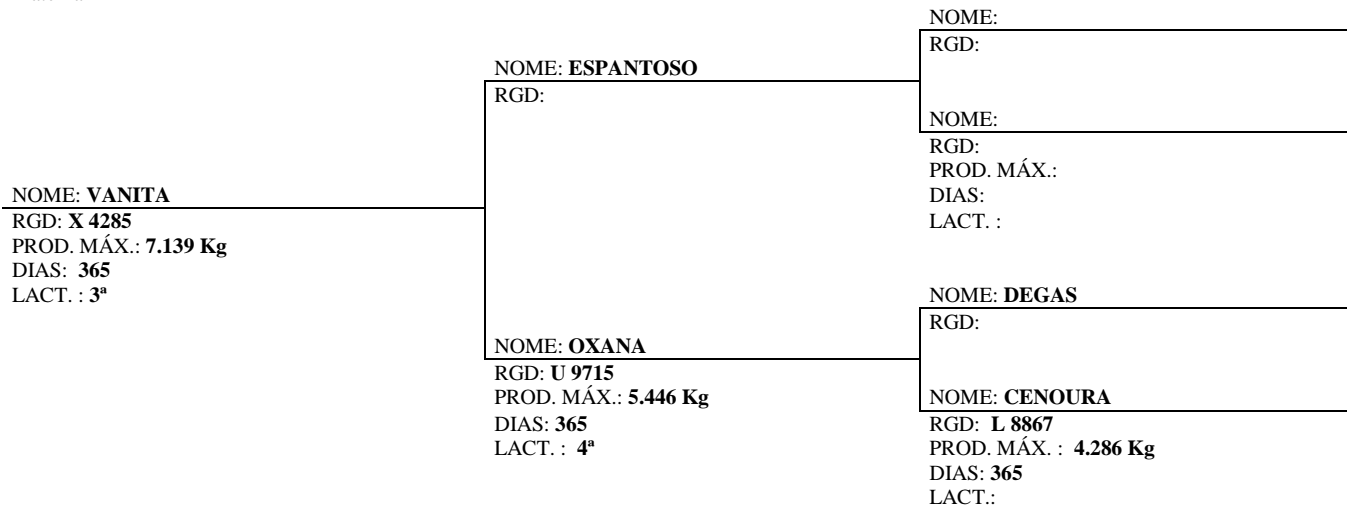 NOME: VANITA
RGD: X 4285
PROD. MÁX.: 7.139 Kg
DIAS: 365
LACT. : 3ª
NOME: ESPANTOSO
RGD:
NOME: OXANA
RGD: U 9715
PROD. MÁX.: 5.446 Kg
DIAS: 365
LACT. : 4ª
NOME:
RGD:
NOME:
RGD:
PROD. MÁX.:
DIAS:
LACT. :
NOME: DEGAS
RGD:
NOME: CENOURA
RGD: L 8867
PROD. MÁX. : 4.286 Kg
DIAS: 365
LACT.: